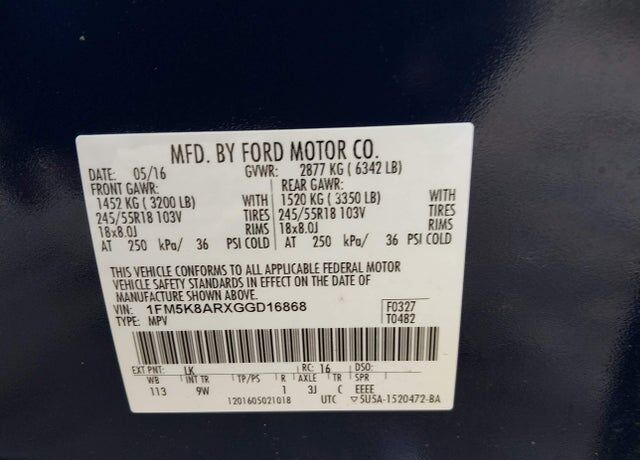 MFD. BY FORD MOTOR CO.
DATE: 05/16 GVWR: 2877 KG ( 6342 LB)
FRONT GAWR: REAR GAWR:
1452 KG ( 3200 LB) WITH 1520 KG ( 3350 LB) WITH
245/55R18 103V TIRES 245/55R18 103V TIRES
18x8.0J RIMS 18x8.0J RIMS
AT 250 kPa/ 36 PSI COLD AT 250 kPa/ 36 PSI COLD
THIS VEHICLE CONFORMS TO ALL APPLICABLE FEDERAL MOTOR
VEHICLE SAFETY STANDARDS IN EFFECT ON THE DATE OF
MANUFACTURE SHOWN ABOVE.
VIN: 1FM5K8ARXGGD16868 F0327
TYPE: MPV T0482
EXT PNT: LK RC: 16 DSO:
WB INT TR TP/PS R AXLE TR SPR
113 9W 1 3J C EEEE
1201605021018 UTC ▽5U5A-1520472-BA